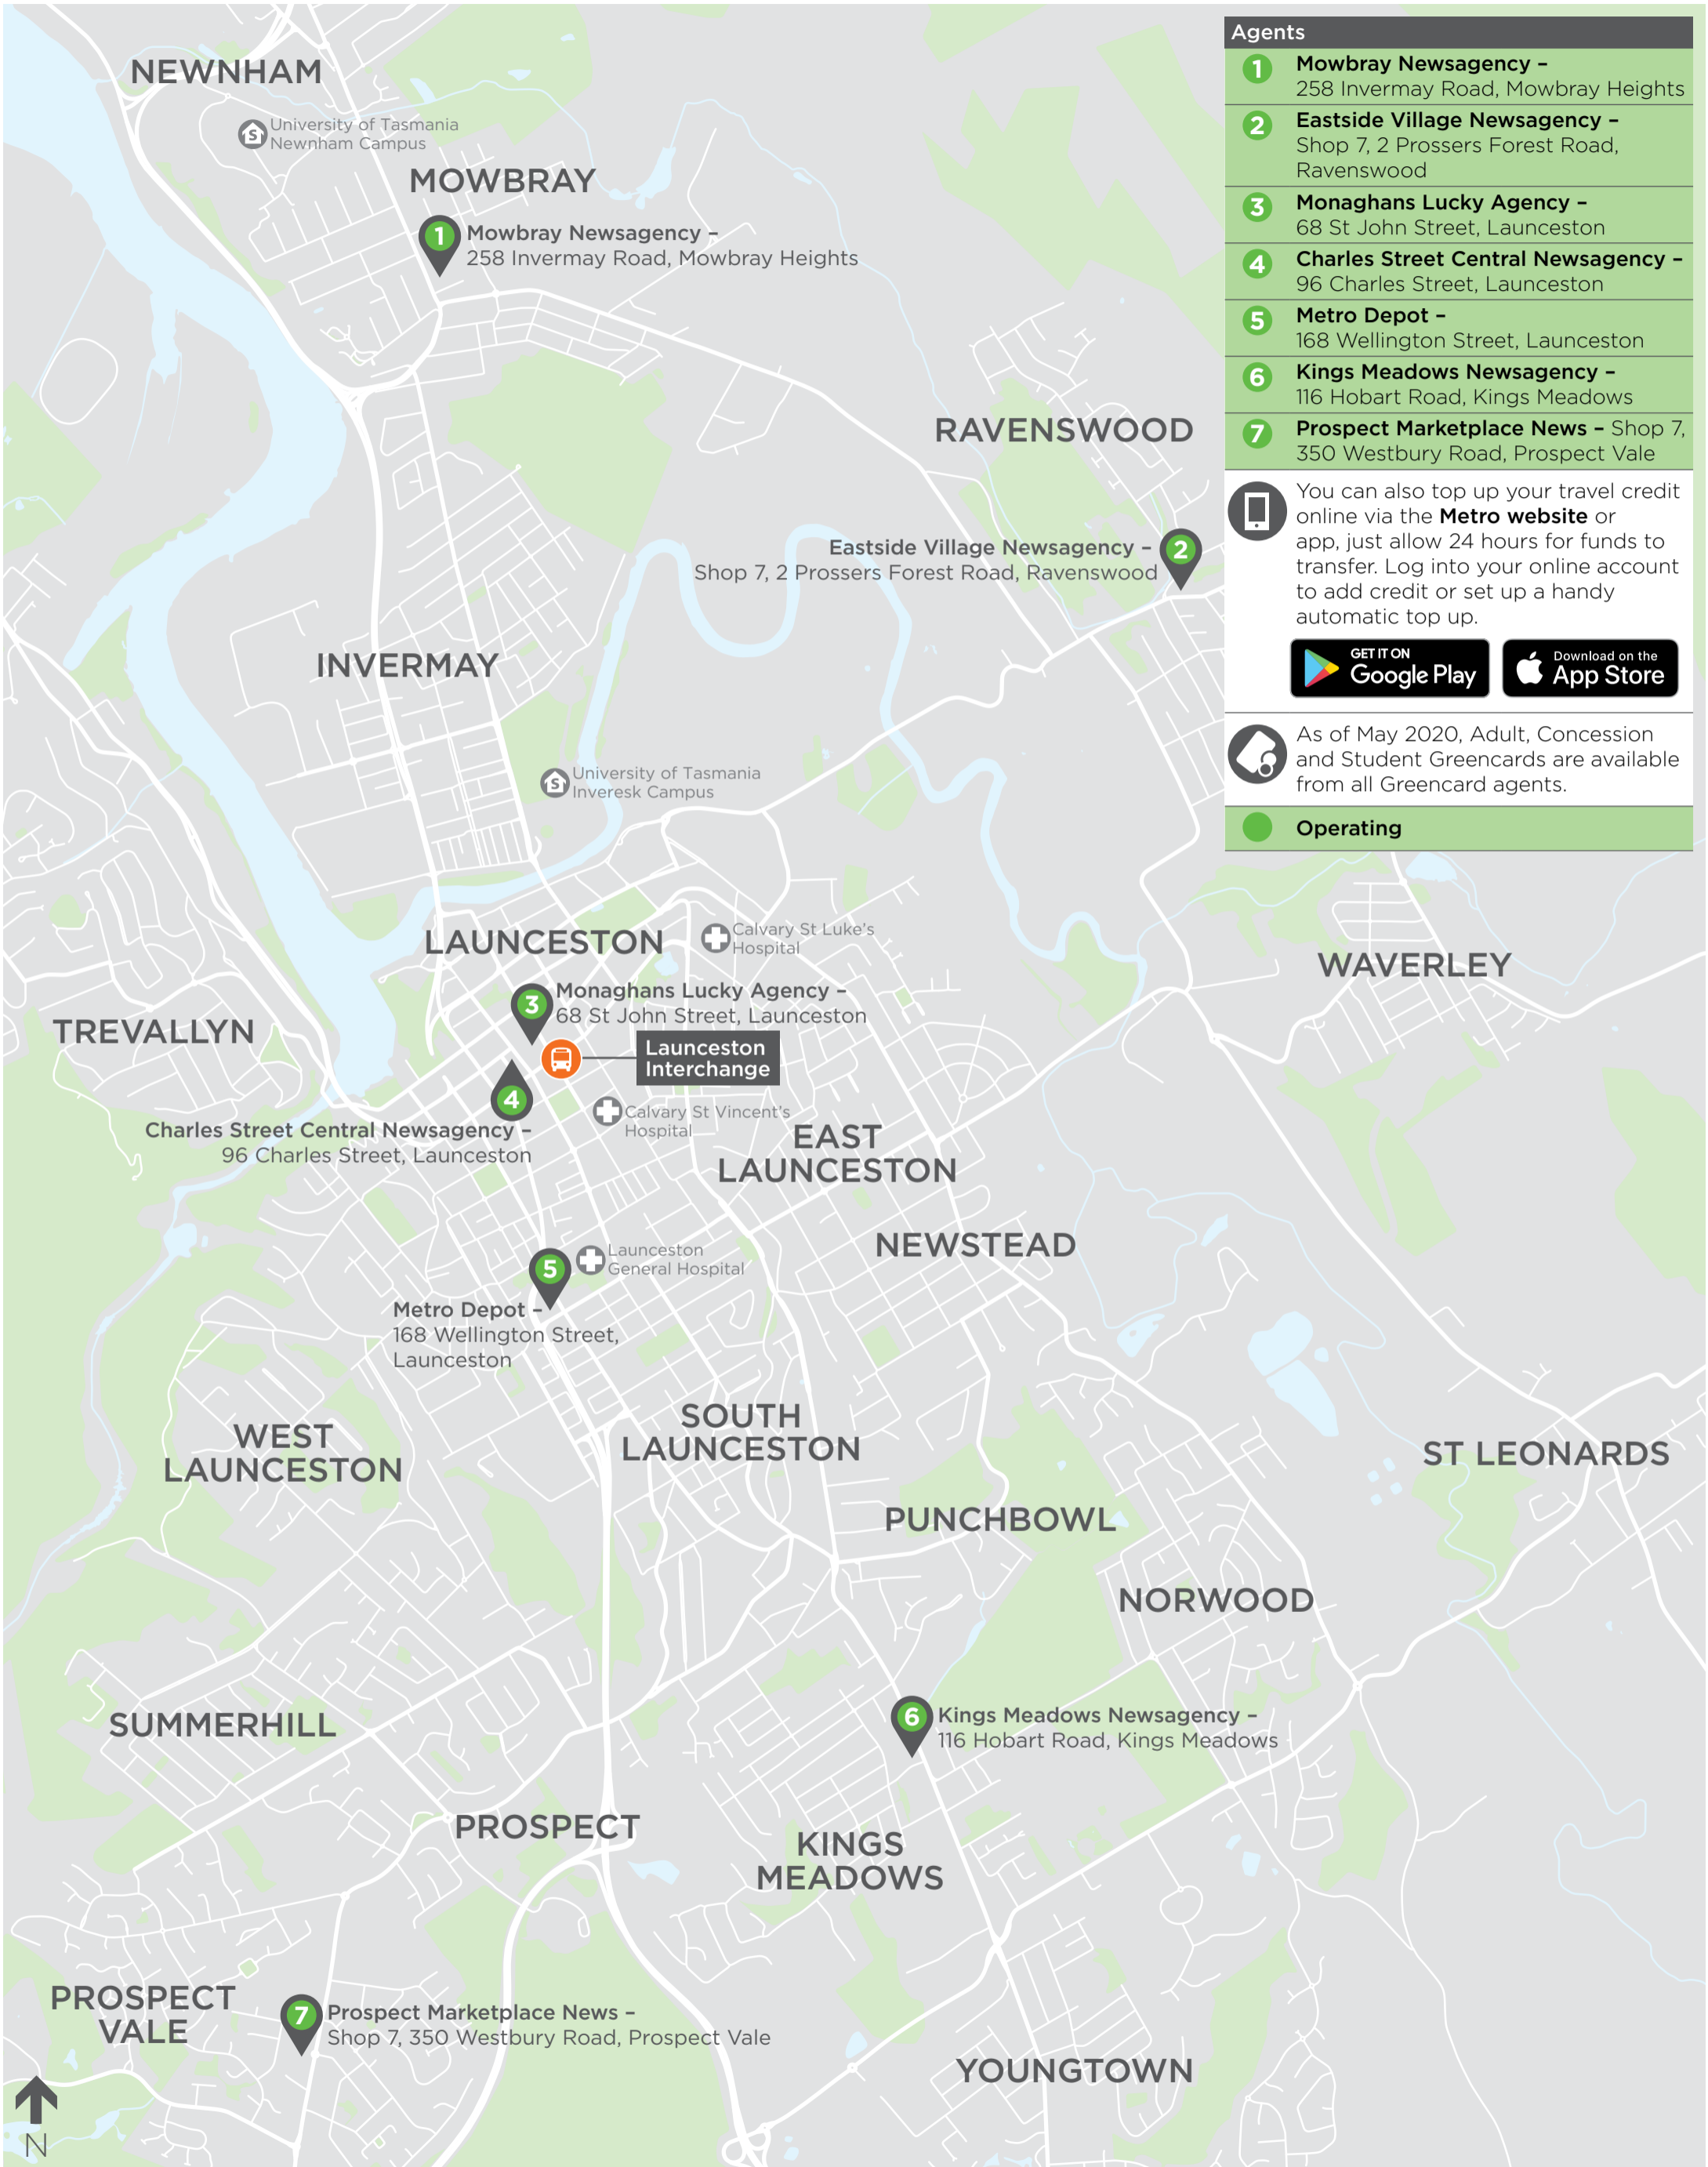 NEWNHAM
University of Tasmania
Newnham Campus
MOWBRAY
1
Mowbray Newsagency –
258 Invermay Road, Mowbray Heights
RAVENSWOOD
Eastside Village Newsagency –
Shop 7, 2 Prossers Forest Road, Ravenswood
2
INVERMAY
University of Tasmania
Inveresk Campus
LAUNCESTON
Calvary St Luke's
Hospital
WAVERLEY
TREVALLYN
3
Monaghans Lucky Agency –
68 St John Street, Launceston
Launceston
Interchange
4
Charles Street Central Newsagency –
96 Charles Street, Launceston
Calvary St Vincent's
Hospital
EAST
LAUNCESTON
NEWSTEAD
5
Launceston
General Hospital
Metro Depot –
168 Wellington Street,
Launceston
WEST
LAUNCESTON
SOUTH
LAUNCESTON
ST LEONARDS
PUNCHBOWL
NORWOOD
SUMMERHILL
6
Kings Meadows Newsagency –
116 Hobart Road, Kings Meadows
PROSPECT
KINGS
MEADOWS
PROSPECT
VALE
7
Prospect Marketplace News –
Shop 7, 350 Westbury Road, Prospect Vale
YOUNGTOWN
N
Agents
1 Mowbray Newsagency –
258 Invermay Road, Mowbray Heights
2 Eastside Village Newsagency –
Shop 7, 2 Prossers Forest Road,
Ravenswood
3 Monaghans Lucky Agency –
68 St John Street, Launceston
4 Charles Street Central Newsagency –
96 Charles Street, Launceston
5 Metro Depot –
168 Wellington Street, Launceston
6 Kings Meadows Newsagency –
116 Hobart Road, Kings Meadows
7 Prospect Marketplace News – Shop 7,
350 Westbury Road, Prospect Vale
You can also top up your travel credit
online via the Metro website or
app, just allow 24 hours for funds to
transfer. Log into your online account
to add credit or set up a handy
automatic top up.
GET IT ON
Google Play
Download on the
App Store
As of May 2020, Adult, Concession
and Student Greencards are available
from all Greencard agents.
Operating